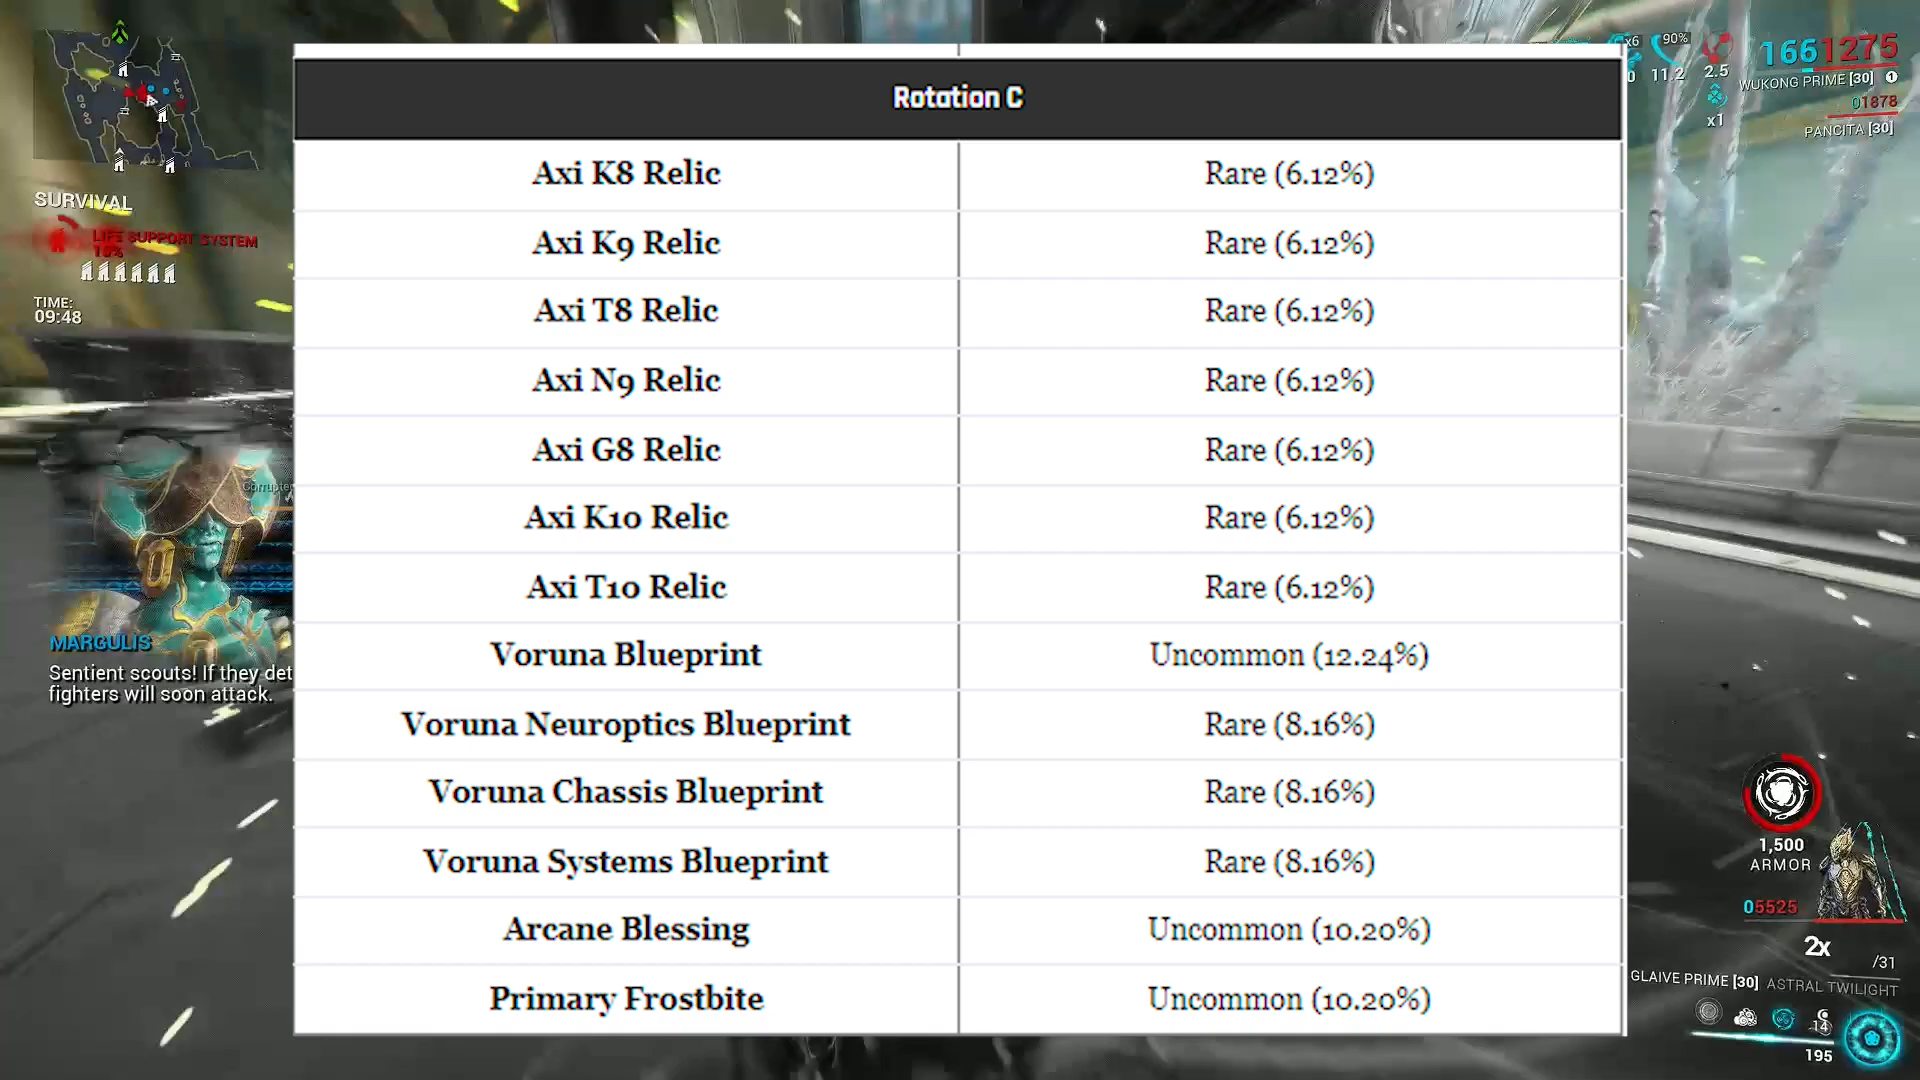 SURVIVAL
LIFE SUPPORT SYSTEM
TIME:
09:48
MARGULIS
Sentient scouts! If they det
fighters will soon attack.
Rotation C
Axi K8 Relic Rare (6.12%)
Axi K9 Relic Rare (6.12%)
Axi T8 Relic Rare (6.12%)
Axi N9 Relic Rare (6.12%)
Axi G8 Relic Rare (6.12%)
Axi K10 Relic Rare (6.12%)
Axi T10 Relic Rare (6.12%)
Voruna Blueprint Uncommon (12.24%)
Voruna Neuroptics Blueprint Rare (8.16%)
Voruna Chassis Blueprint Rare (8.16%)
Voruna Systems Blueprint Rare (8.16%)
Arcane Blessing Uncommon (10.20%)
Primary Frostbite Uncommon (10.20%)
x6 90%
0 11.2 2.5
x1
1661275
WUKONG PRIME [30]
01878
PANCITA [30]
1,500
ARMOR
05525
2x
/31
GLAIVE PRIME [30] ASTRAL TWILIGHT
14
195